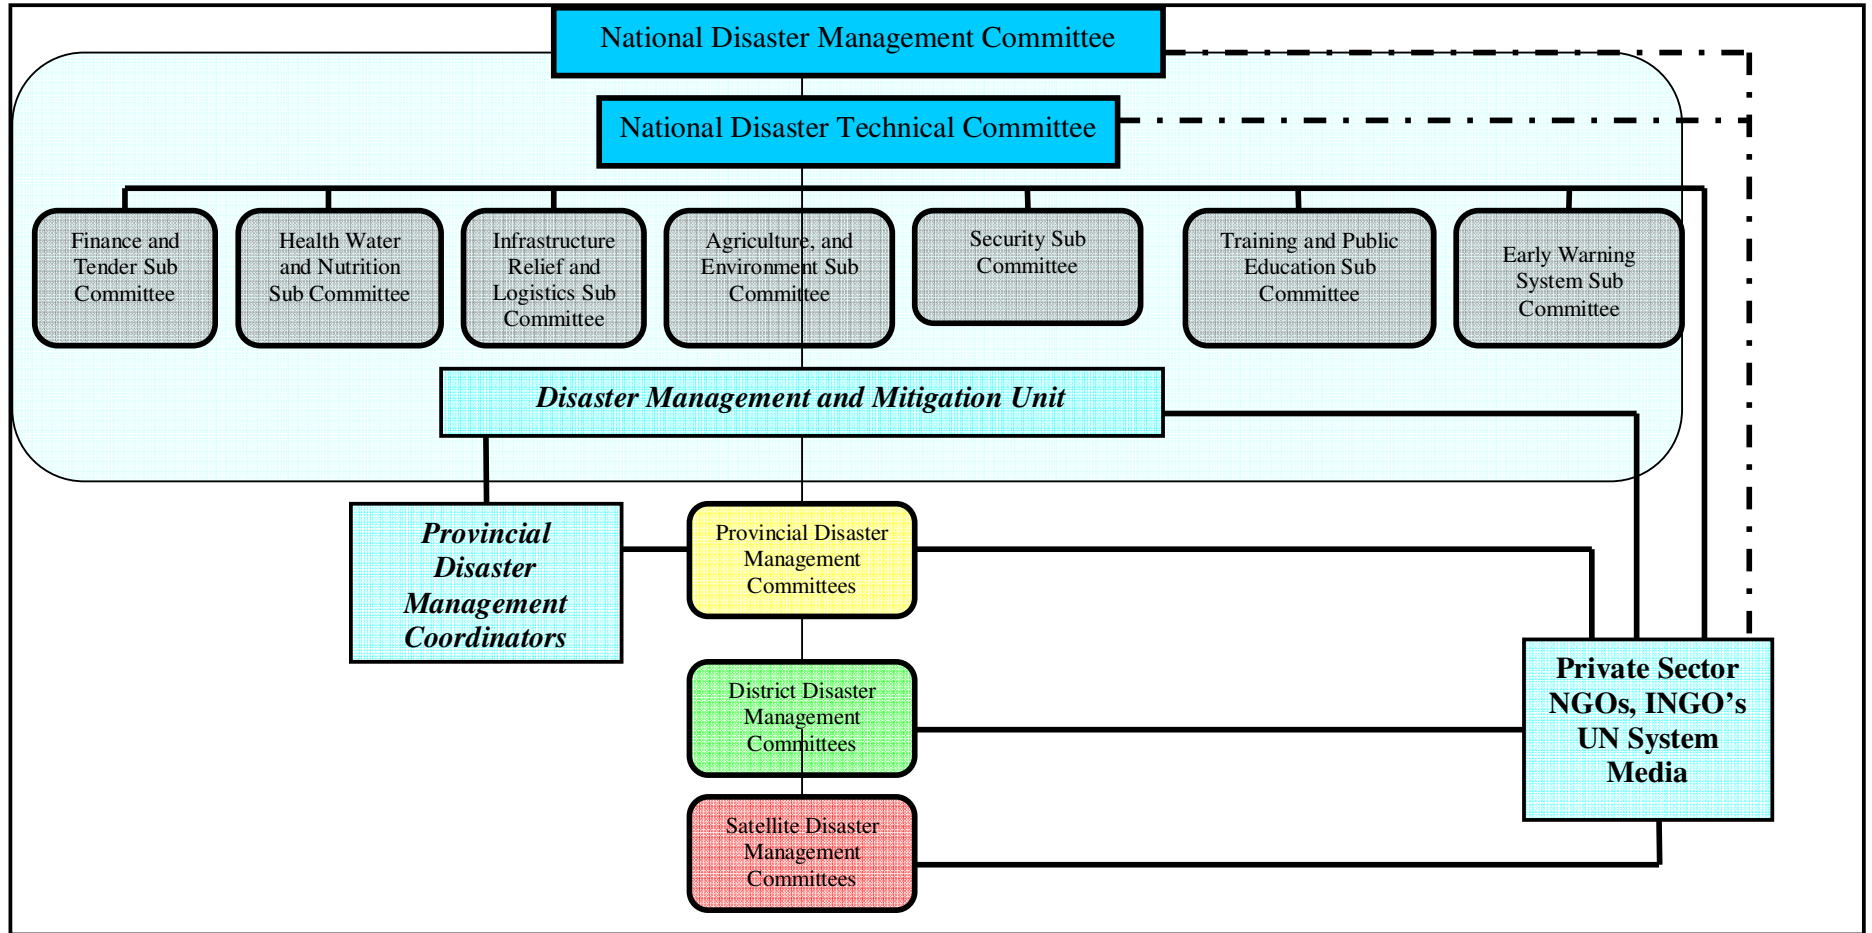 National Disaster Management Committee
National Disaster Technical Committee
Finance and
Tender Sub
Committee
Health Water
and Nutrition
Sub Committee
Infrastructure
Relief and
Logistics Sub
Committee
Agriculture, and
Environment Sub
Committee
Security Sub
Committee
Training and Public
Education Sub
Committee
Early Warning
System Sub
Committee
Disaster Management and Mitigation Unit
Provincial
Disaster
Management
Coordinators
Provincial Disaster
Management
Committees
District Disaster
Management
Committees
Satellite Disaster
Management
Committees
Private Sector
NGOs, INGO’s
UN System
Media